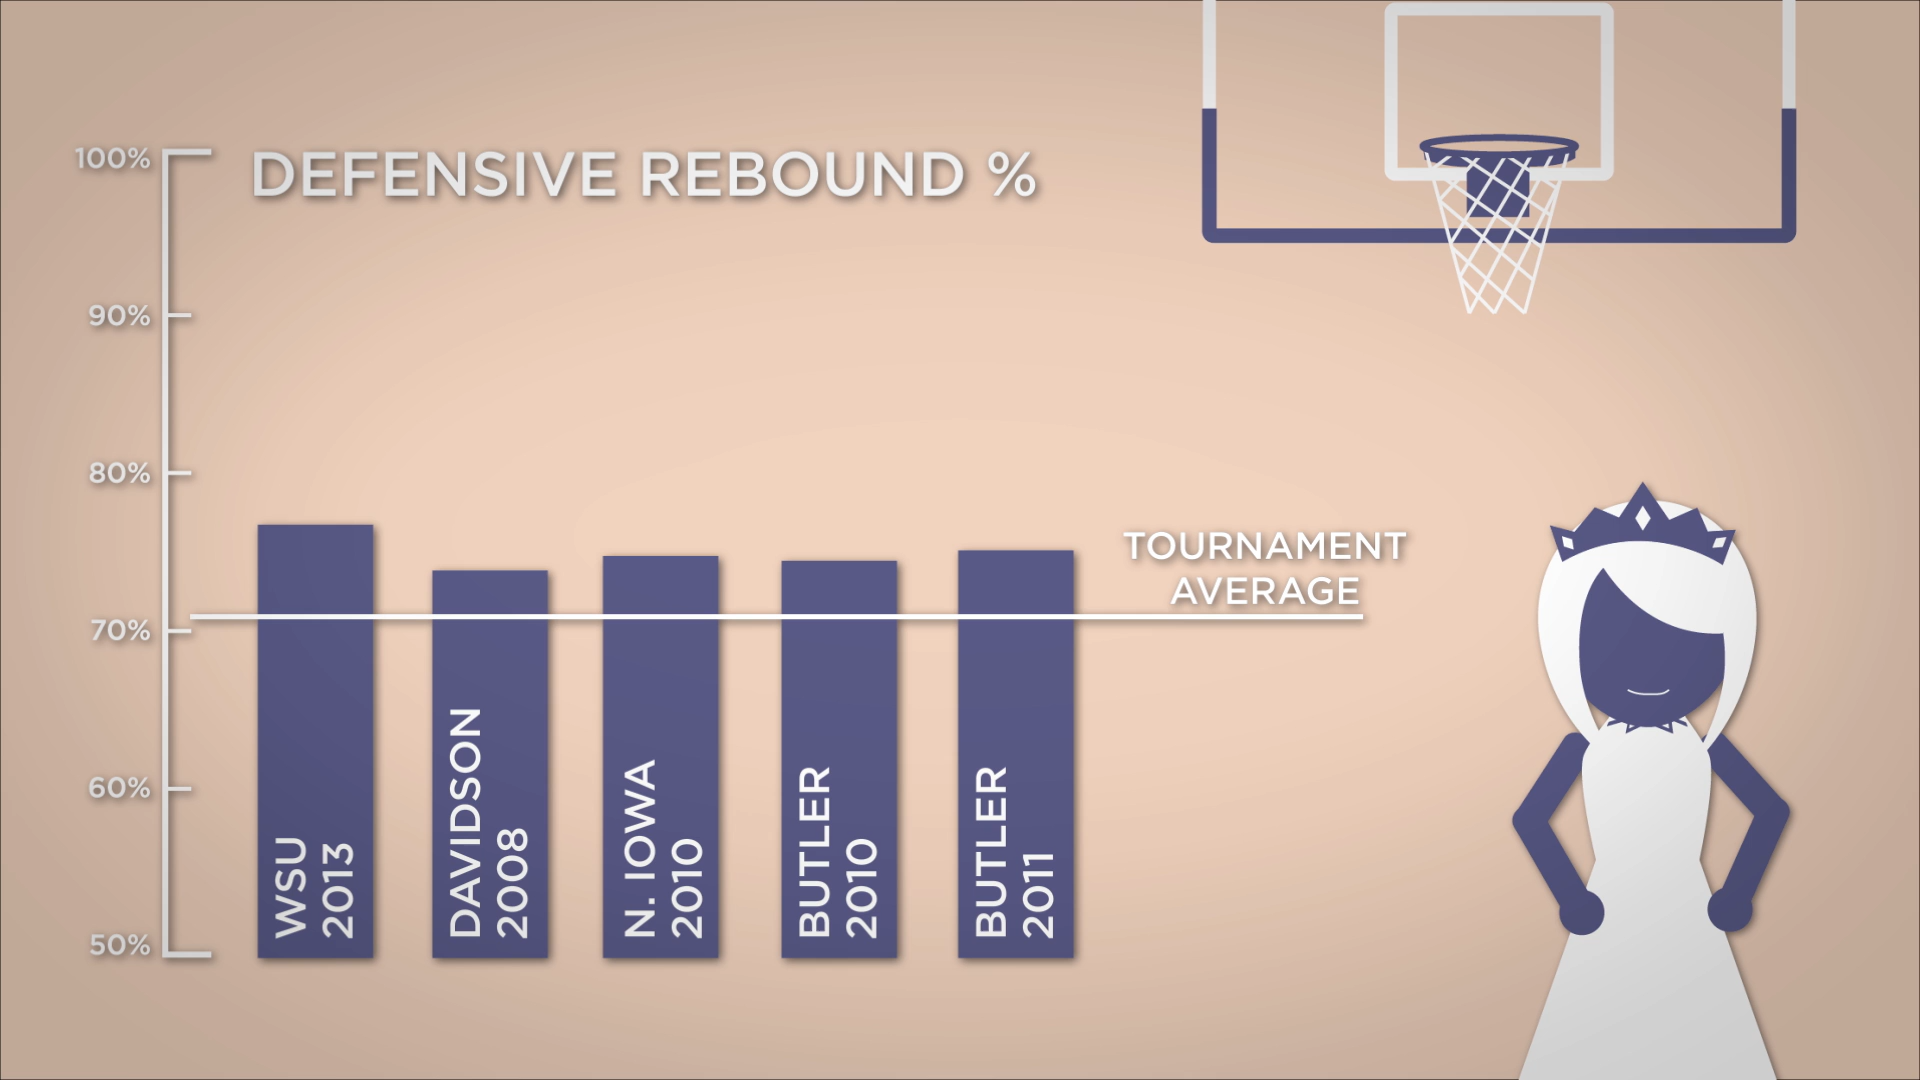 DEFENSIVE REBOUND %
100%
90%
80%
70%
60%
50%
TOURNAMENT
AVERAGE
WSU
2013
DAVIDSON
2008
N. IOWA
2010
BUTLER
2010
BUTLER
2011